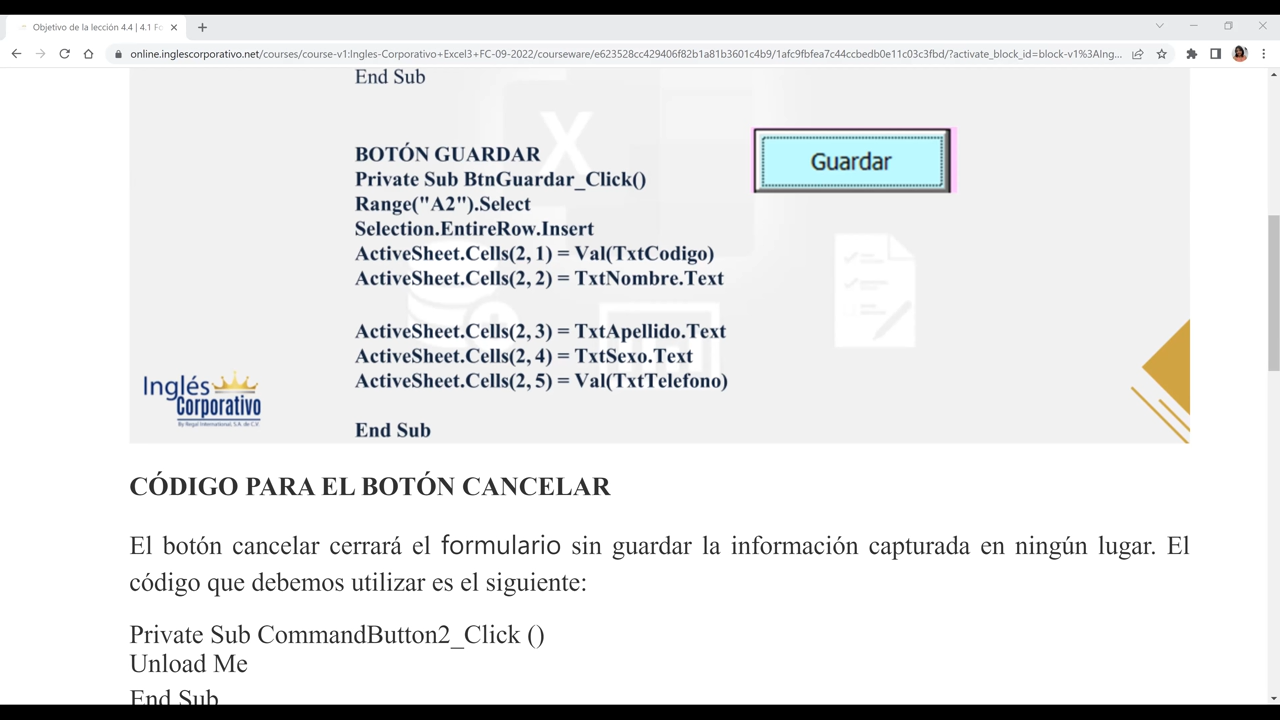 Objetivo de la lección 4.4 | 4.1 Fo
online.inglescorporativo.net/courses/course-v1:Ingles-Corporativo+Excel3+FC-09-2022/courseware/e623528cc429406f82b1a81b3601c4b9/1afc9fbfea7c44ccbedb0e11c03c3fbd/?activate_block_id=block-v1%3AIng...
End Sub
BOTÓN GUARDAR
Guardar
Private Sub BtnGuardar_Click()
Range("A2").Select
Selection.EntireRow.Insert
ActiveSheet.Cells(2, 1) = Val(TxtCodigo)
ActiveSheet.Cells(2, 2) = TxtNombre.Text
ActiveSheet.Cells(2, 3) = TxtApellido.Text
ActiveSheet.Cells(2, 4) = TxtSexo.Text
ActiveSheet.Cells(2, 5) = Val(TxtTelefono)
End Sub
Inglés
Corporativo
By Regal International, S.A. de C.V.
CÓDIGO PARA EL BOTÓN CANCELAR
El botón cancelar cerrará el formulario sin guardar la información capturada en ningún lugar. El
código que debemos utilizar es el siguiente:
Private Sub CommandButton2_Click ()
Unload Me
End Sub